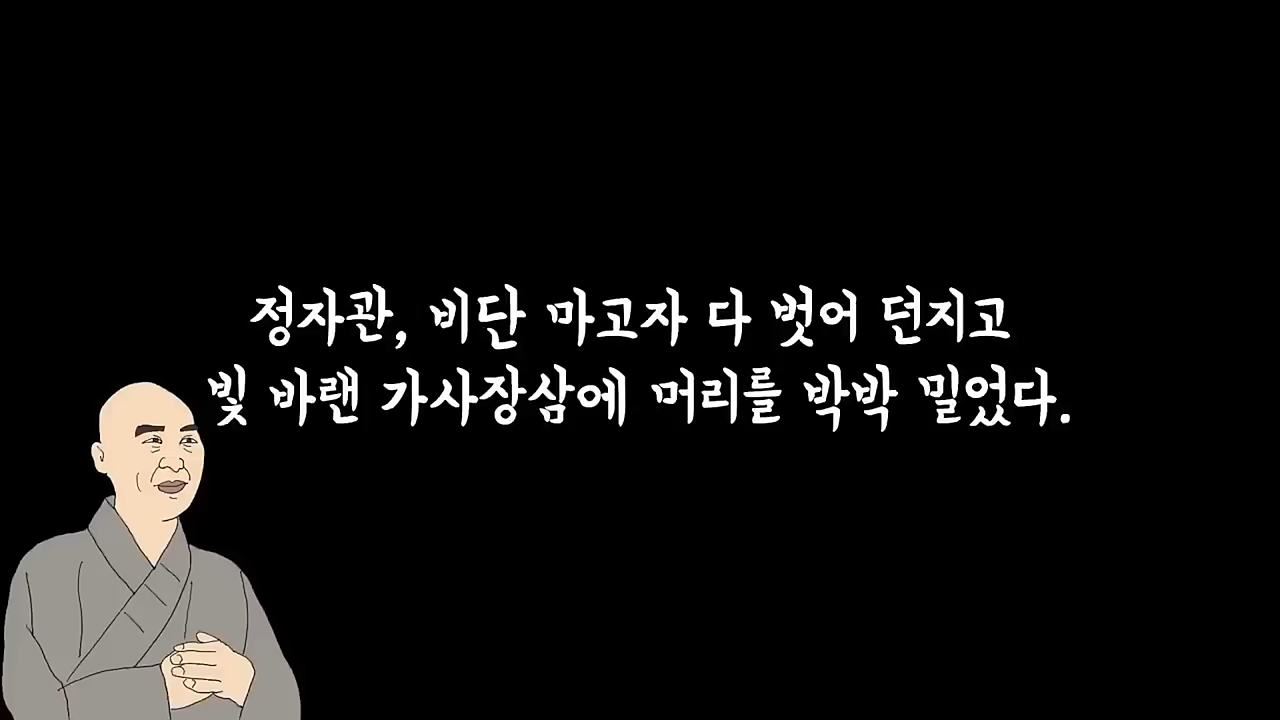 정자관, 비단 마고자 다 벗어 던지고
빛 바랜 가사장삼에 머리를 박박 밀었다.